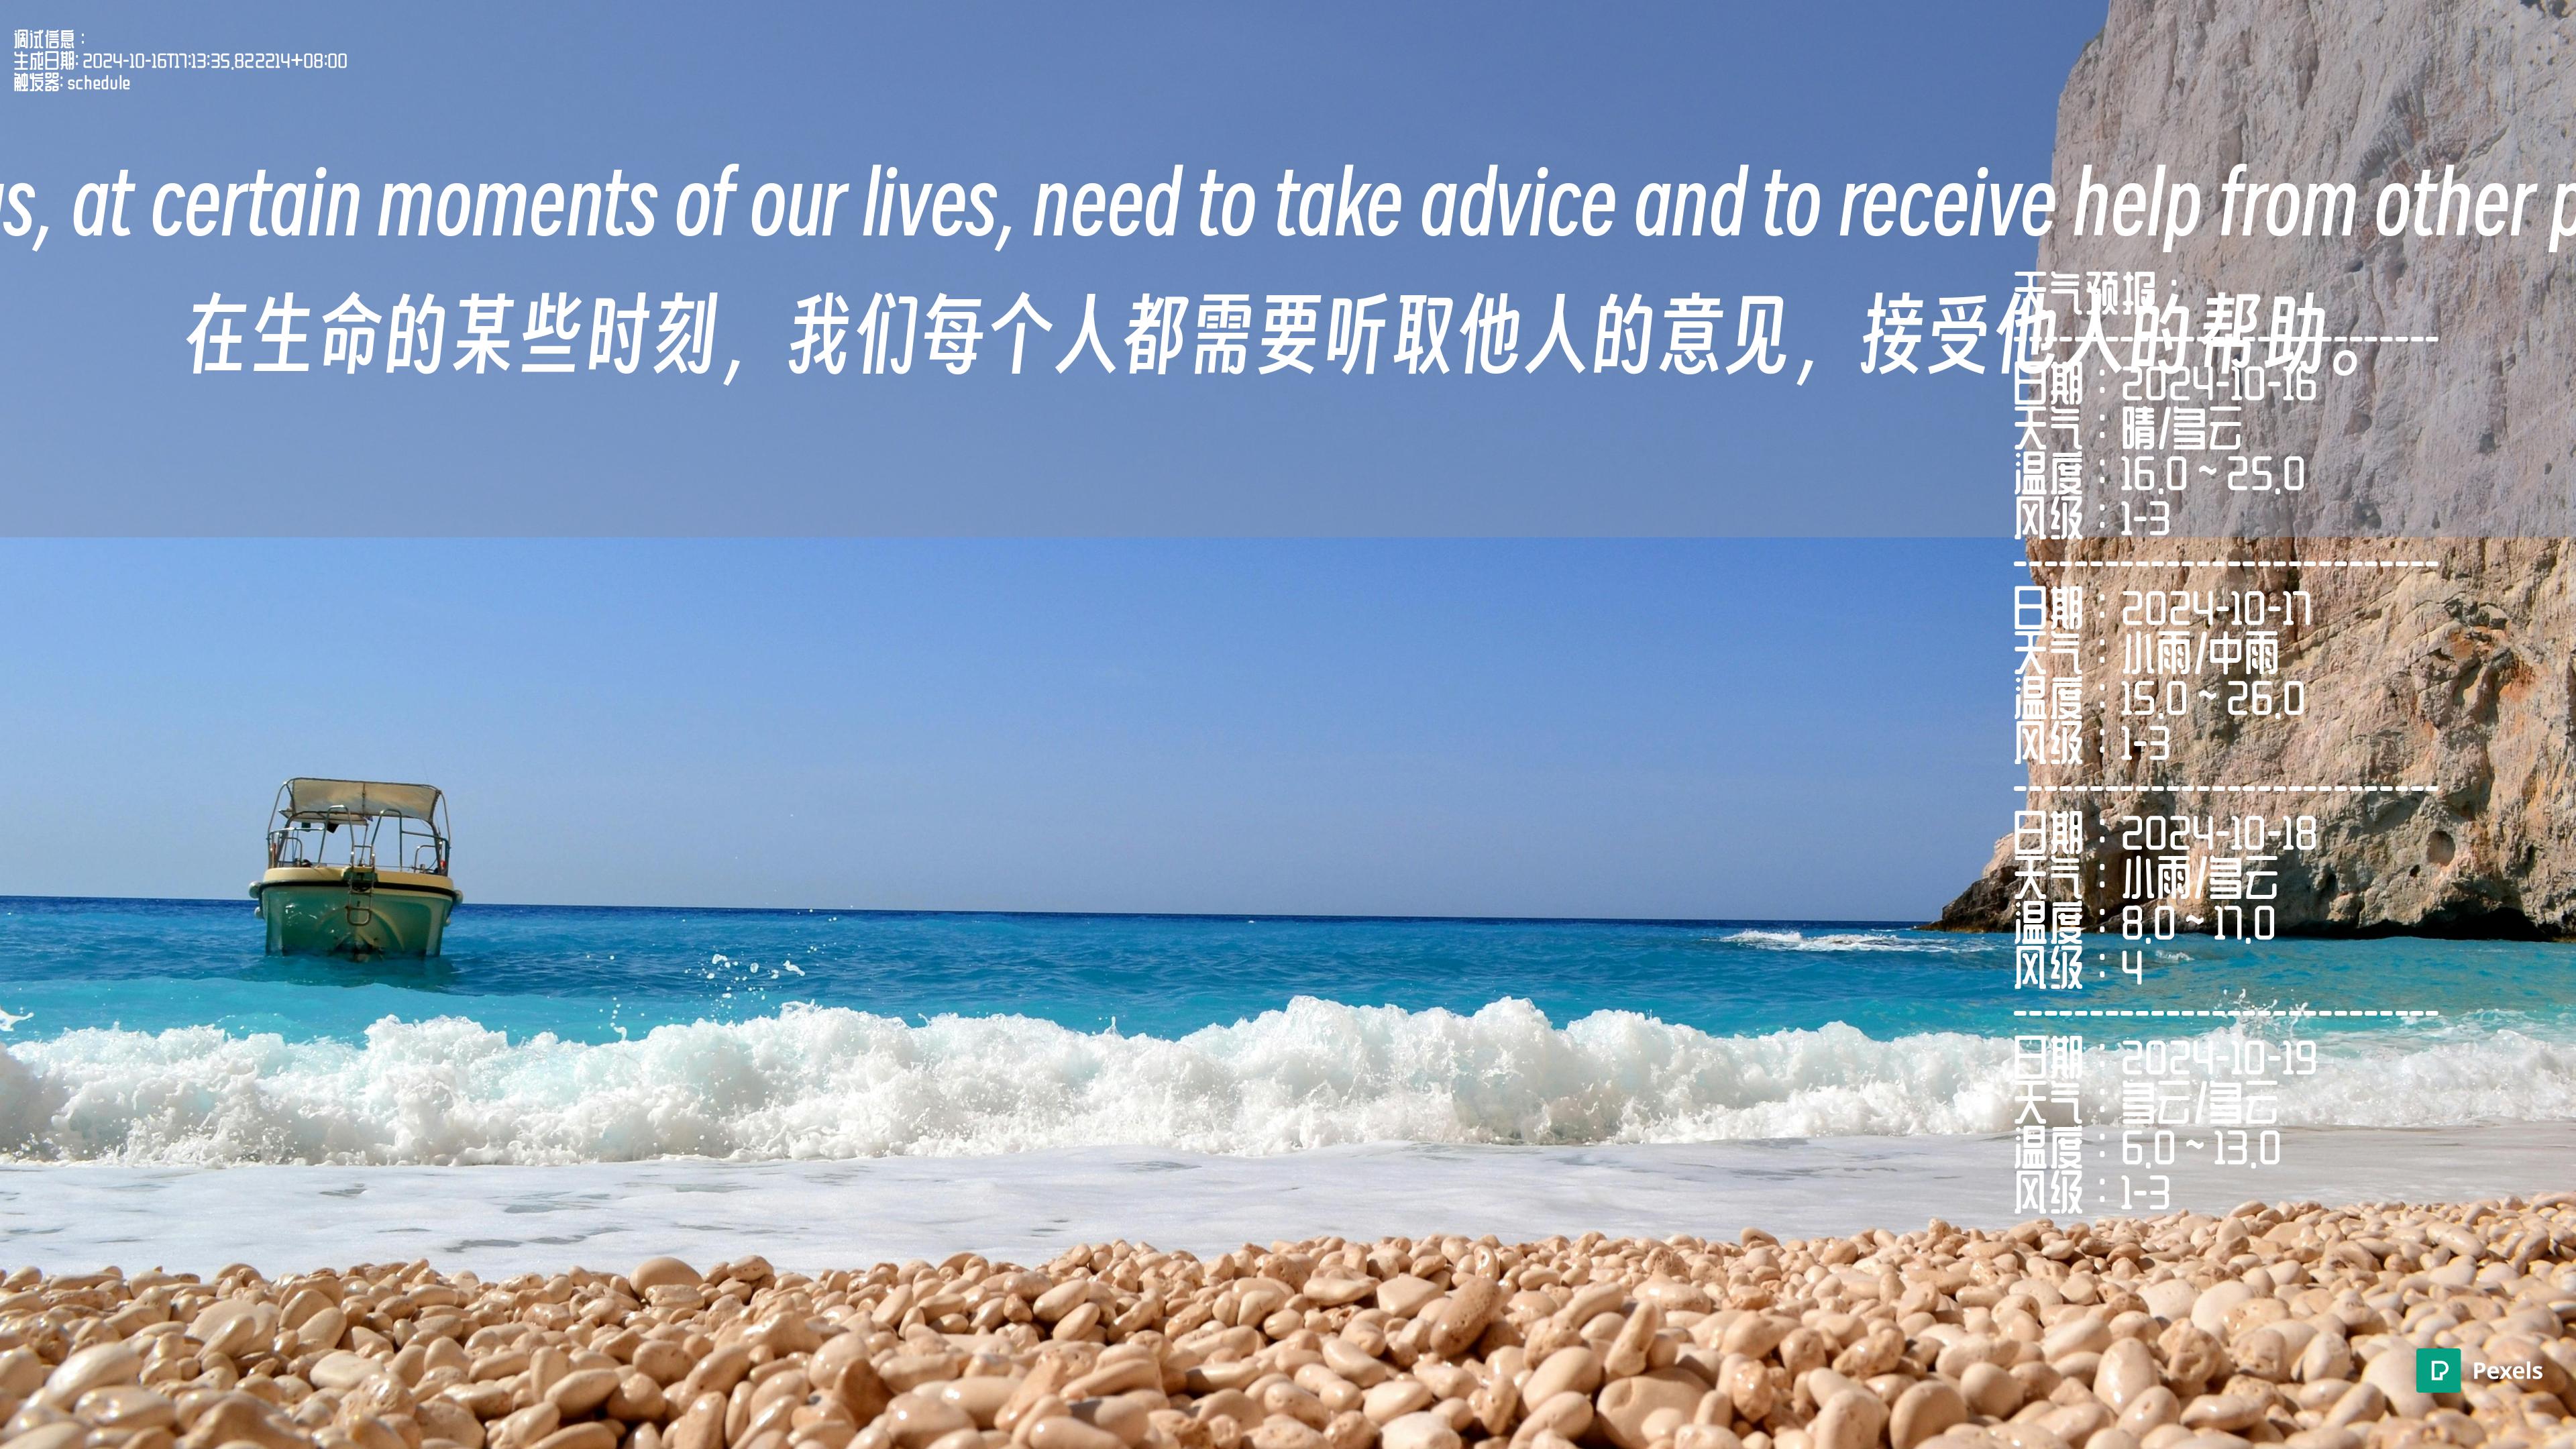 调试信息：
生成日期: 2024-10-16T17:13:35.822214+08:00
触发器: schedule
, at certain moments of our lives, need to take advice and to receive help from other
在生命的某些时刻，我们每个人都需要听取他人的意见，接受他人的帮助。
天气预报：
----------------------------
日期：2024-10-16
天气：晴/多云
温度：16.0 ~ 25.0
风级：1-3
----------------------------
日期：2024-10-17
天气：小雨/中雨
温度：15.0 ~ 26.0
风级：1-3
----------------------------
日期：2024-10-18
天气：小雨/多云
温度：8.0 ~ 17.0
风级：4
----------------------------
日期：2024-10-19
天气：多云/多云
温度：6.0 ~ 13.0
风级：1-3
Pexels